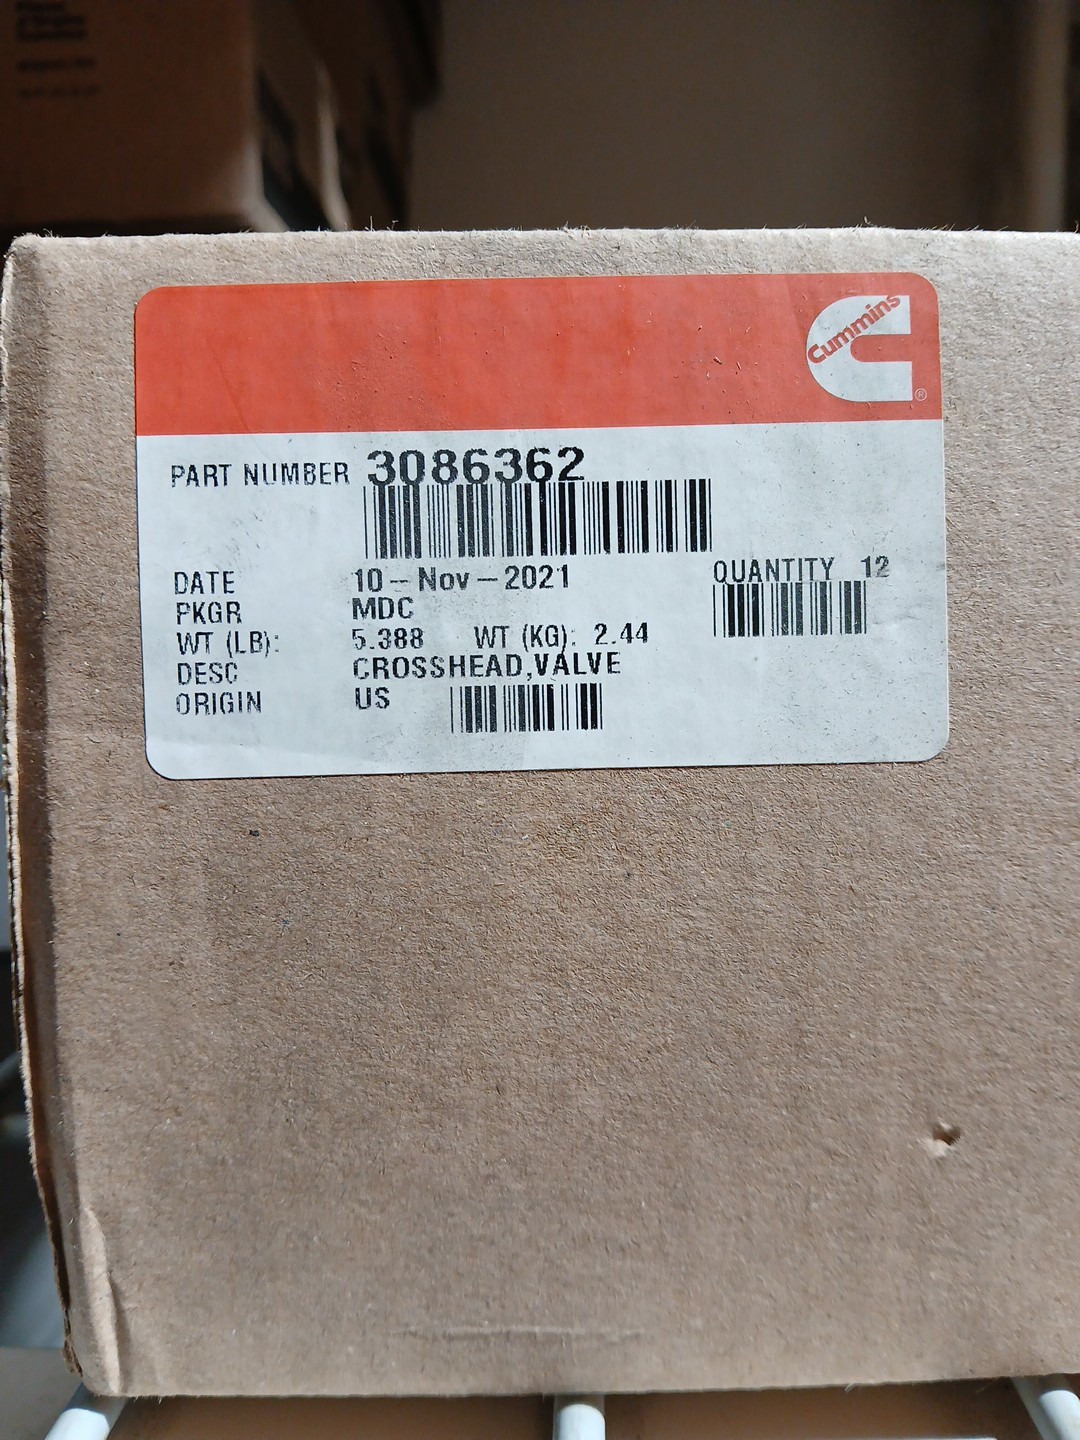 Cummins
®
PART NUMBER 3086362
DATE 10-Nov-2021 QUANTITY 12
PKGR MDC
WT (LB): 5.388 WT (KG): 2.44
DESC CROSSHEAD,VALVE
ORIGIN US